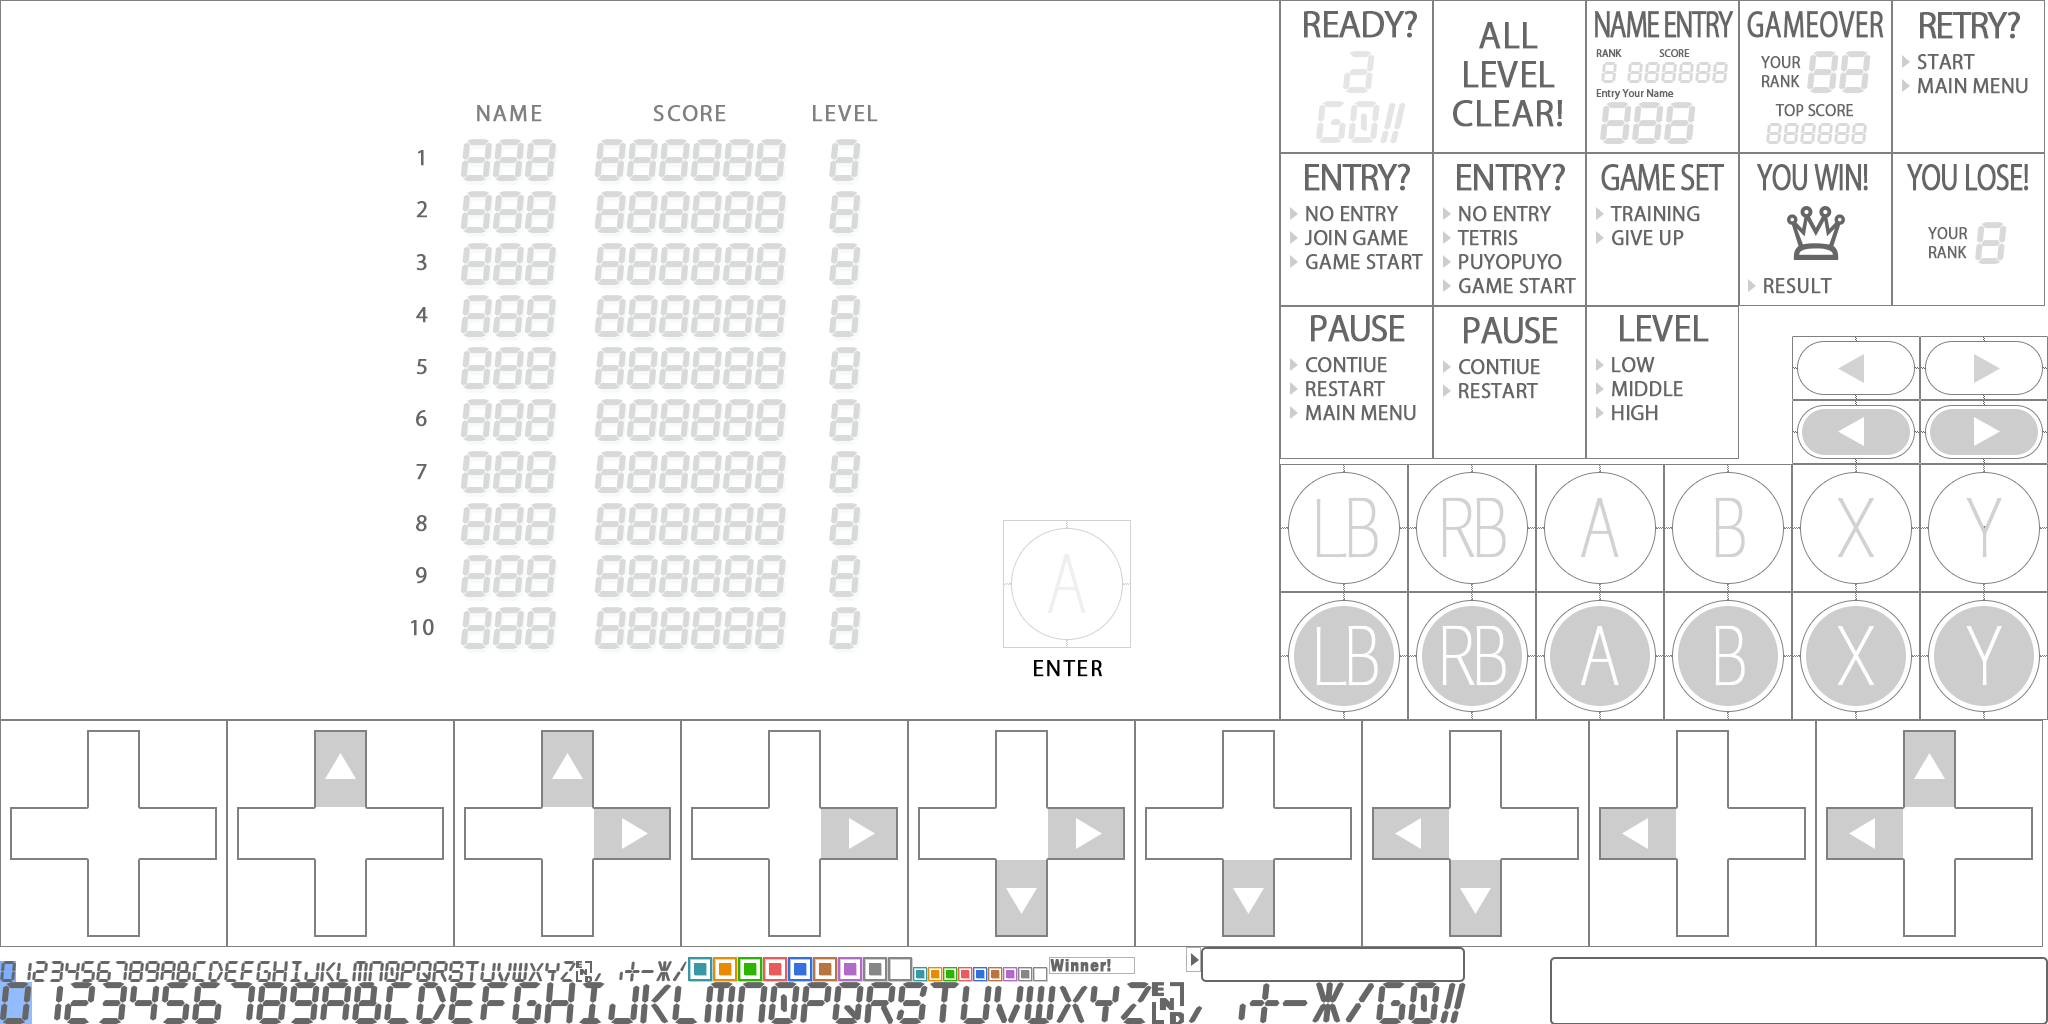 NAME SCORE LEVEL
1 888 888888 8
2 888 888888 8
3 888 888888 8
4 888 888888 8
5 888 888888 8
6 888 888888 8
7 888 888888 8
8 888 888888 8
9 888 888888 8
10 888 888888 8
A
ENTER
READY?
GO!!
ALL
LEVEL
CLEAR!
NAME ENTRY
RANK SCORE
8 888888
Entry Your Name
888
GAMEOVER
YOUR
RANK 88
TOP SCORE
888888
RETRY?
START
MAIN MENU
ENTRY?
NO ENTRY
JOIN GAME
GAME START
ENTRY?
NO ENTRY
TETRIS
PUYOPUYO
GAME START
GAME SET
TRAINING
GIVE UP
YOU WIN!
RESULT
YOU LOSE!
YOUR
RANK 8
PAUSE
CONTIUE
RESTART
MAIN MENU
PAUSE
CONTIUE
RESTART
LEVEL
LOW
MIDDLE
HIGH
LB RB A B X Y
LB RB A B X Y
0123456789ABCDEFGHIJKLMNOPQRSTUVWXYZ
Winner!
0123456789ABCDEFGHIJKLMNOPQRSTUVWXYZ END , +-*/GO!!